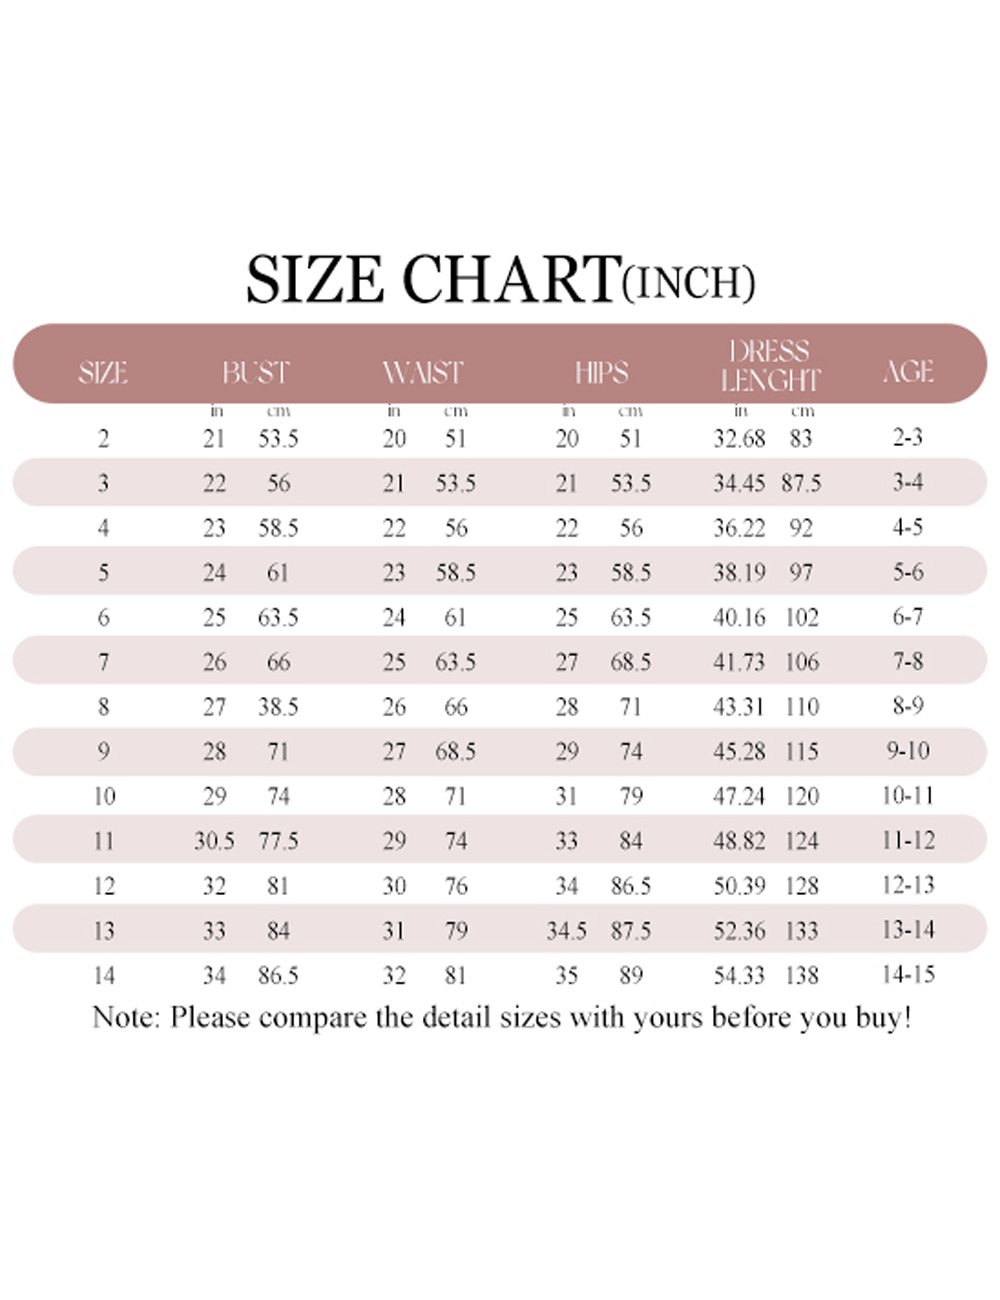 SIZE CHART(INCH)
SIZE BUST WAIST HIPS DRESS LENGHT AGE
in cm in cm in cm in cm
2 21 53.5 20 51 20 51 32.68 83 2-3
3 22 56 21 53.5 21 53.5 34.45 87.5 3-4
4 23 58.5 22 56 22 56 36.22 92 4-5
5 24 61 23 58.5 23 58.5 38.19 97 5-6
6 25 63.5 24 61 25 63.5 40.16 102 6-7
7 26 66 25 63.5 27 68.5 41.73 106 7-8
8 27 38.5 26 66 28 71 43.31 110 8-9
9 28 71 27 68.5 29 74 45.28 115 9-10
10 29 74 28 71 31 79 47.24 120 10-11
11 30.5 77.5 29 74 33 84 48.82 124 11-12
12 32 81 30 76 34 86.5 50.39 128 12-13
13 33 84 31 79 34.5 87.5 52.36 133 13-14
14 34 86.5 32 81 35 89 54.33 138 14-15
Note: Please compare the detail sizes with yours before you buy!